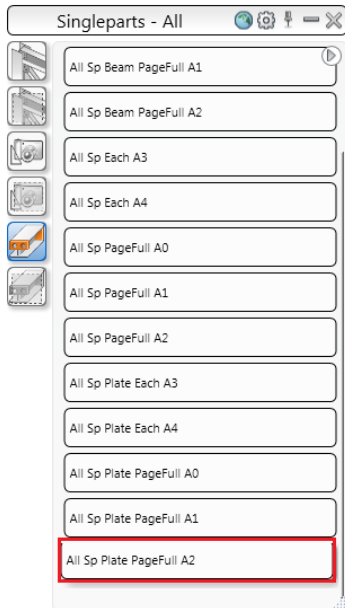 Singleparts - All
All Sp Beam PageFull A1
All Sp Beam PageFull A2
All Sp Each A3
All Sp Each A4
All Sp PageFull A0
All Sp PageFull A1
All Sp PageFull A2
All Sp Plate Each A3
All Sp Plate Each A4
All Sp Plate PageFull A0
All Sp Plate PageFull A1
All Sp Plate PageFull A2